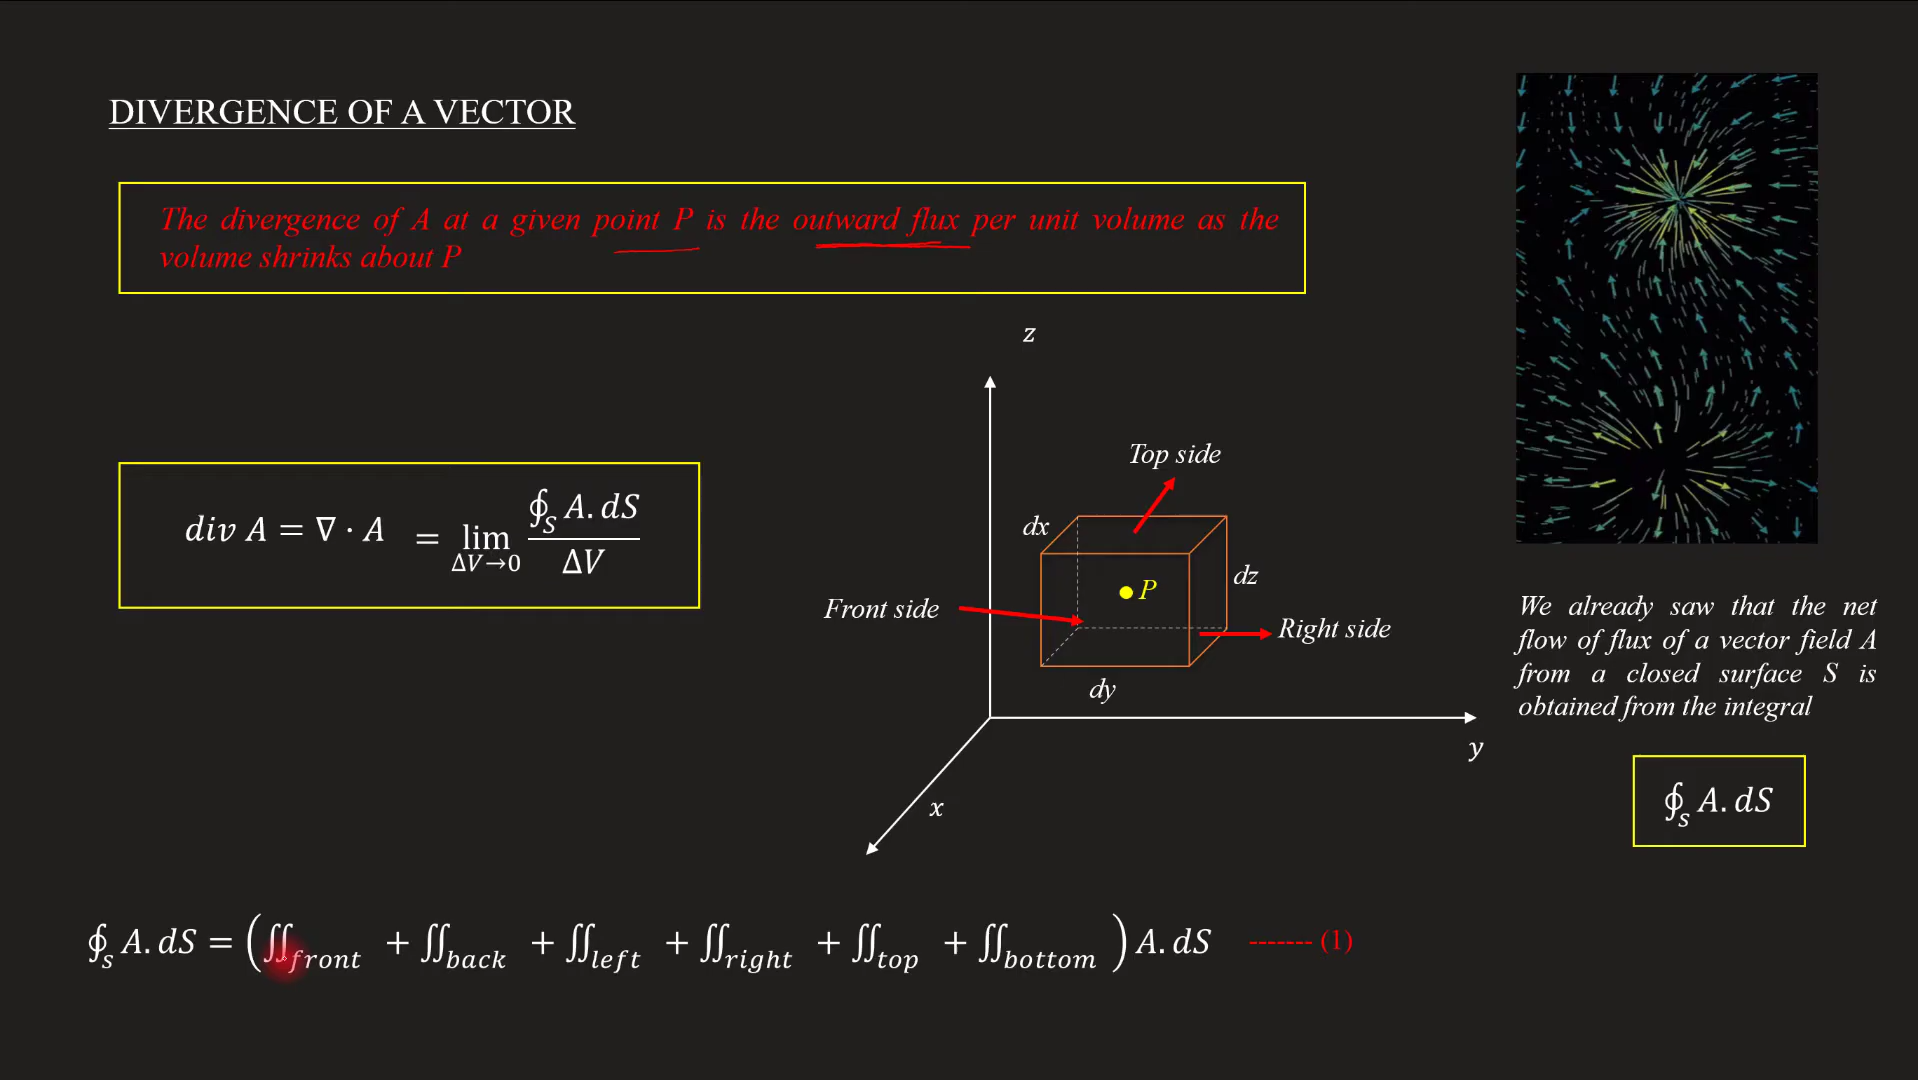 DIVERGENCE OF A VECTOR
The divergence of A at a given point P is the outward flux per unit volume as the
volume shrinks about P
z
Top side
dx
dz
P
Front side
Right side
dy
y
x
div A = ∇ · A = lim ΔV→0 ∮S A. dS / ΔV
We already saw that the net
flow of flux of a vector field A
from a closed surface S is
obtained from the integral
∮s A. dS
∮s A. dS = (∬front + ∬back + ∬left + ∬right + ∬top + ∬bottom ) A. dS ------- (1)